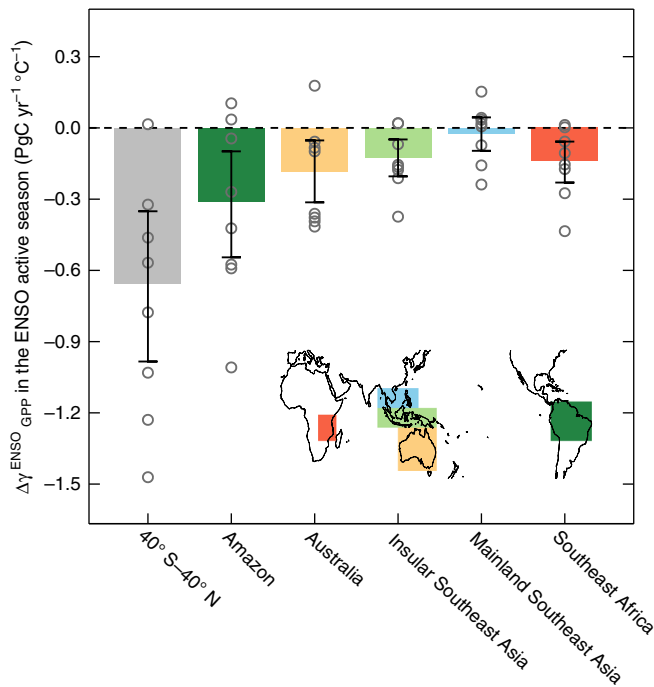 Δγ^ENSO_GPP in the ENSO active season (PgC yr⁻¹ °C⁻¹)
0.3
0.0
−0.3
−0.6
−0.9
−1.2
−1.5
40° S–40° N
Amazon
Australia
Insular Southeast Asia
Mainland Southeast Asia
Southeast Africa